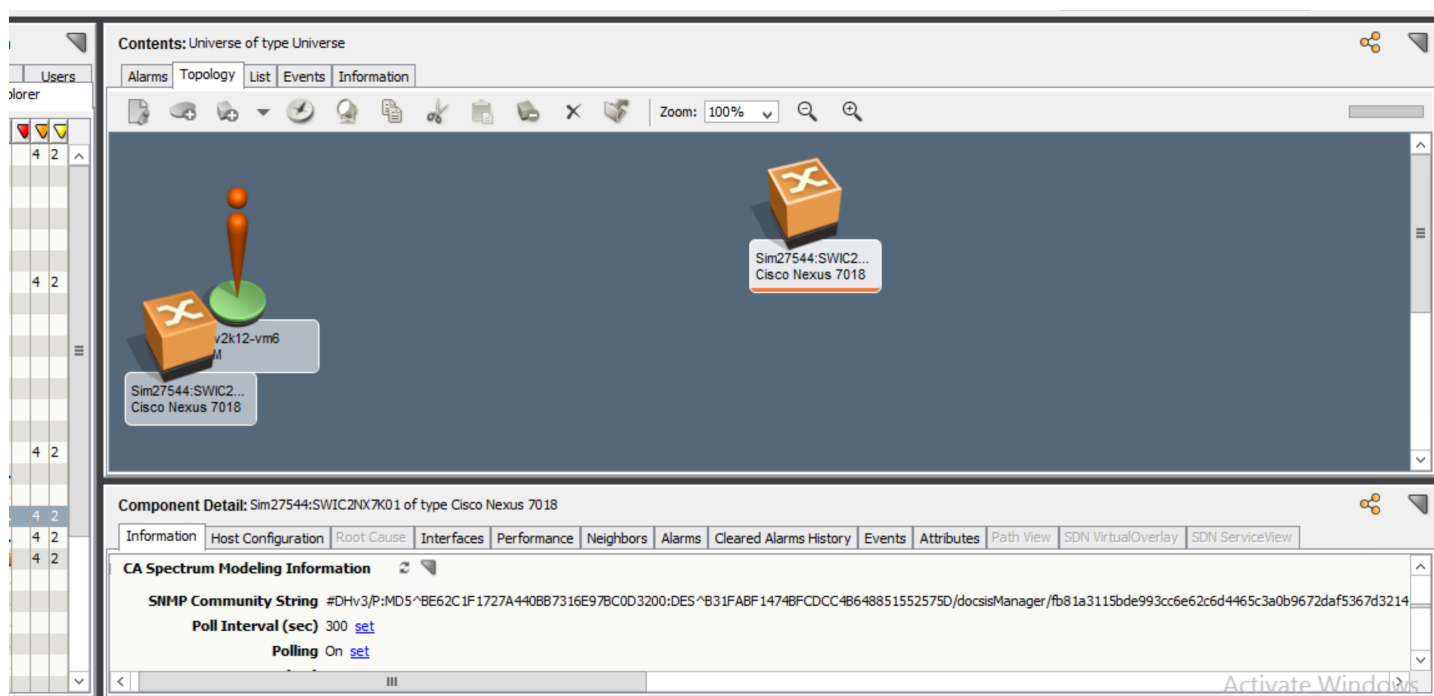 Contents: Universe of type Universe
Users
Alarms Topology List Events Information
plorer
Zoom: 100%
4 2
4 2
v2k12-vm6
M
Sim27544:SWIC2...
Cisco Nexus 7018
Sim27544:SWIC2...
Cisco Nexus 7018
4 2
4 2
4 2
4 2
Component Detail: Sim27544:SWIC2NX7K01 of type Cisco Nexus 7018
Information Host Configuration Root Cause Interfaces Performance Neighbors Alarms Cleared Alarms History Events Attributes Path View SDN VirtualOverlay SDN ServiceView
CA Spectrum Modeling Information
SNMP Community String #DHv3/P:MD5^BE62C1F1727A440BB7316E97BC0D3200:DES^B31FABF1474BFCDCC4B648851552575D/docsisManager/fb81a3115bde993cc6e62c6d4465c3a0b9672daf5367d3214
Poll Interval (sec) 300 set
Polling On set
Activate Windows